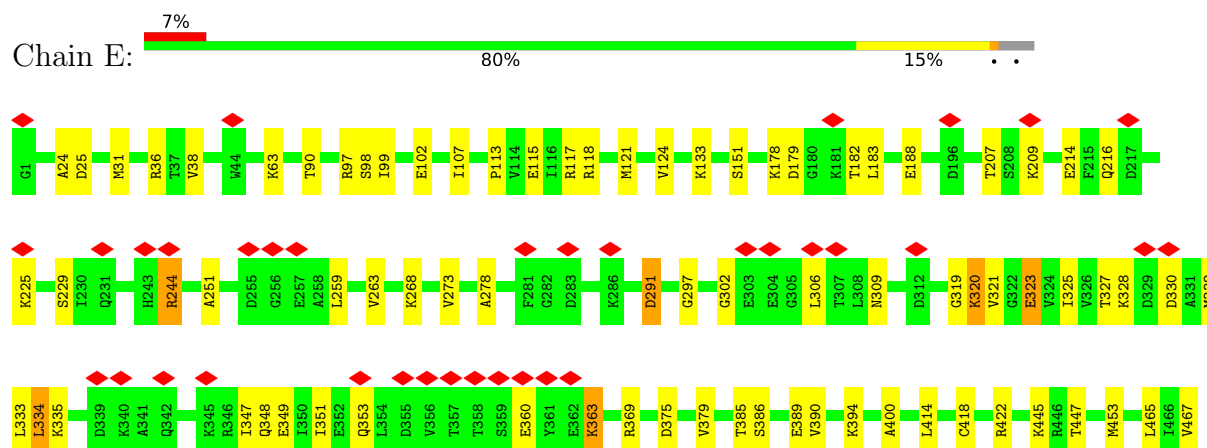 7%
Chain E:
80%
15%
• •
G1 A24 D25 M31 R36 T37 V38 W44 K63 T90 R97 S98 I99 E102 I107 P113 V114 E115 I116 R117 R118 M121 V124 K133 S151 K178 D179 G180 K181 T182 L183 E188 D196 T207 S208 K209 E214 F215 Q216 D217
K225 S229 I230 Q231 H243 R244 A251 D255 G256 E257 A258 L259 V263 K268 V273 A278 F281 G282 D283 K286 D291 G297 G302 E303 E304 G305 L306 T307 L308 N309 D312 G319 K320 V321 G322 E323 V324 I325 V326 T327 K328 D329 D330 A331
L333 L334 K335 D339 K340 A341 Q342 K345 R346 I347 Q348 E349 I350 I351 E352 Q353 L354 D355 V356 T357 T358 S359 E360 Y361 E362 K363 R369 D375 V379 T385 S386 E389 V390 K394 A400 L414 C418 R422 K445 R446 T447 M453 L465 I466 V467